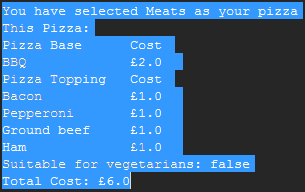 You have selected Meats as your pizza
This Pizza:
Pizza Base Cost
BBQ £2.0
Pizza Topping Cost
Bacon £1.0
Pepperoni £1.0
Ground beef £1.0
Ham £1.0
Suitable for vegetarians: false
Total Cost: £6.0